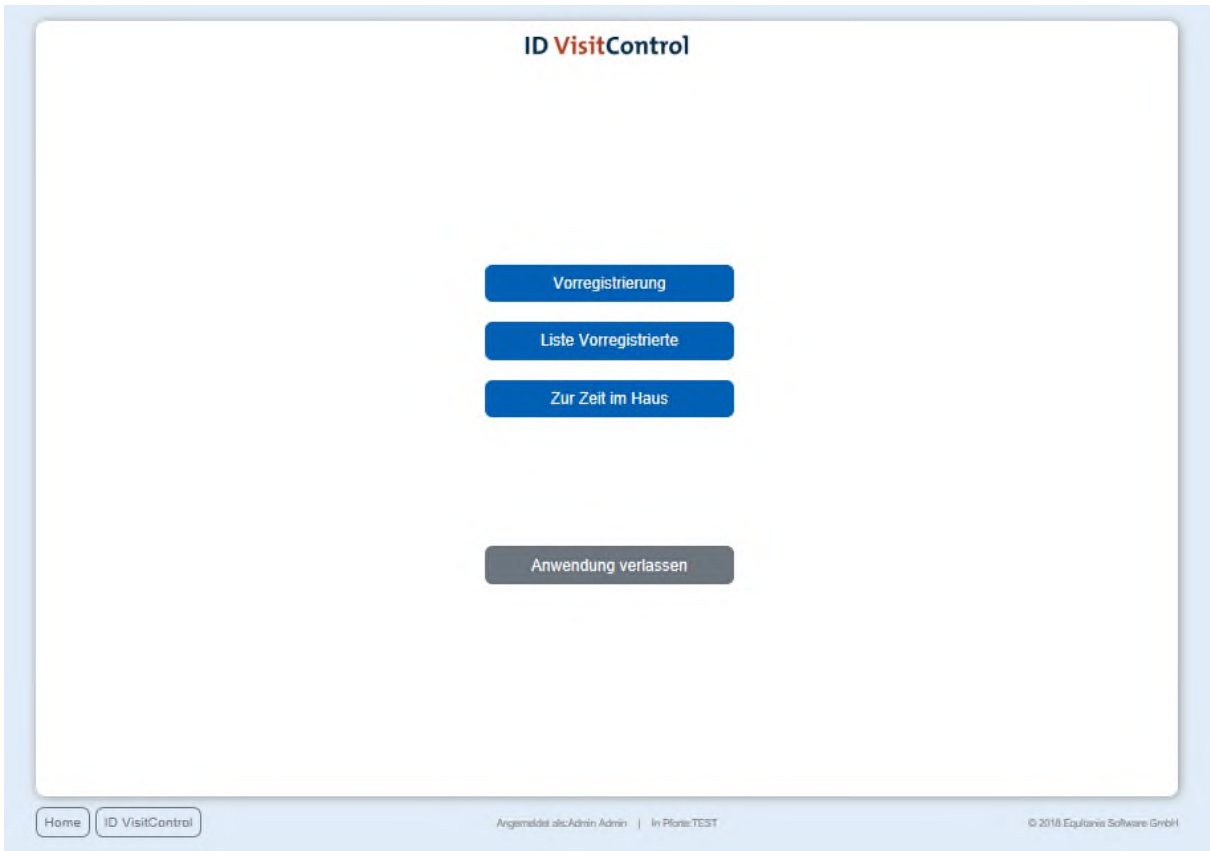 ID VisitControl
Vorregistrierung
Liste Vorregistrierte
Zur Zeit im Haus
Anwendung verlassen
Home
ID VisitControl
Angemeldet als:Admin Admin | In Pforte:TEST
© 2018 Equitania Software GmbH